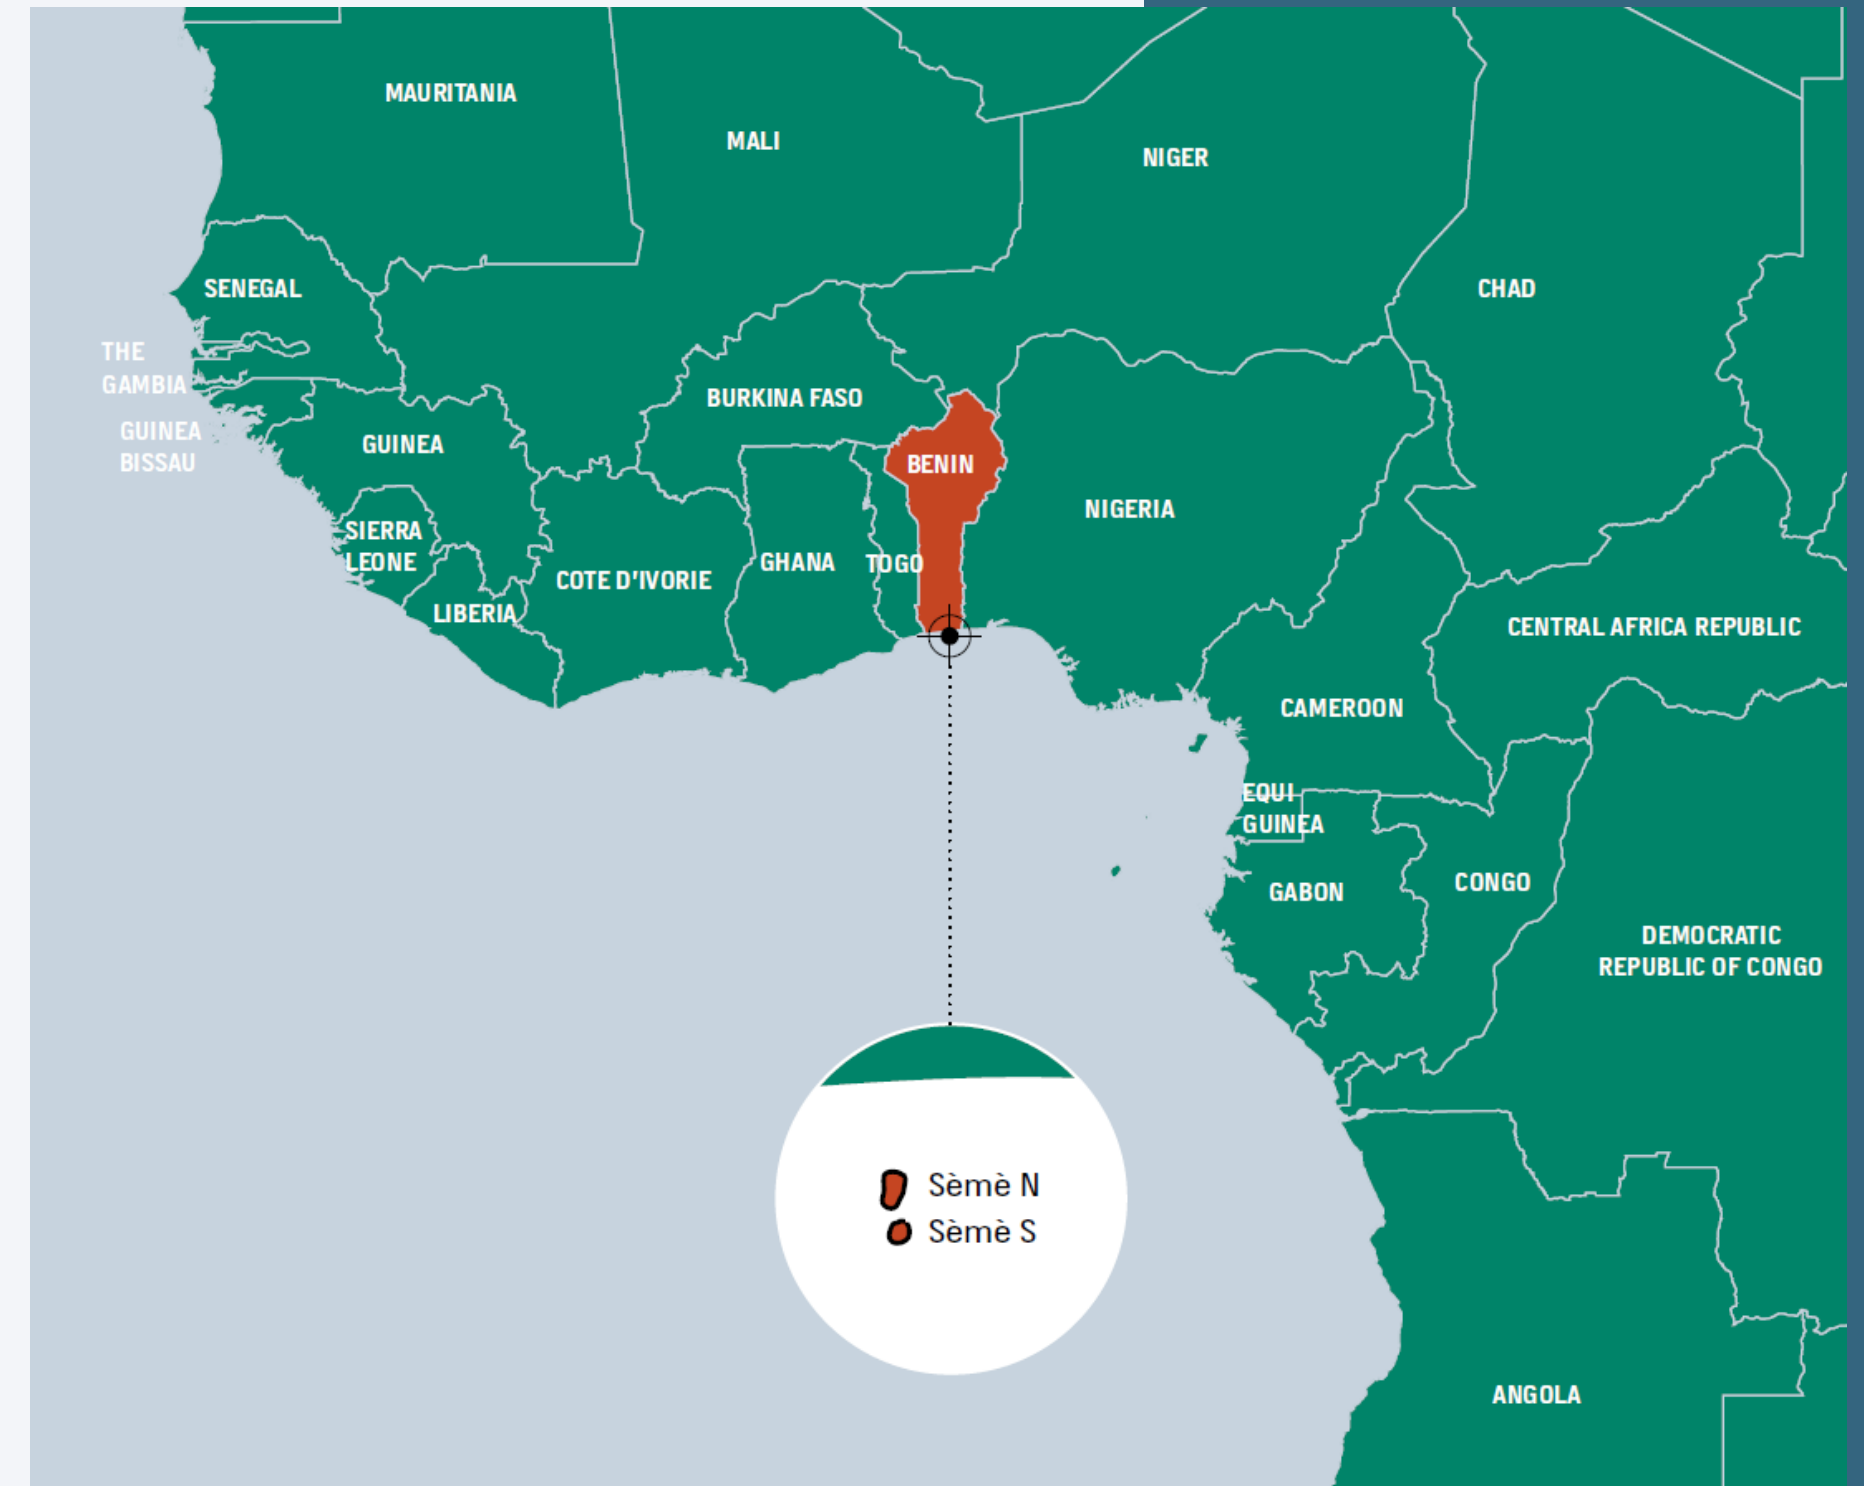 MAURITANIA
MALI
NIGER
SENEGAL
CHAD
THE
GAMBIA
BURKINA FASO
GUINEA
BISSAU
GUINEA
BENIN
NIGERIA
SIERRA
LEONE
COTE D'IVORIE
GHANA
TOGO
LIBERIA
CENTRAL AFRICA REPUBLIC
CAMEROON
EQUI
GUINEA
GABON
CONGO
DEMOCRATIC
REPUBLIC OF CONGO
Sèmè N
Sèmè S
ANGOLA